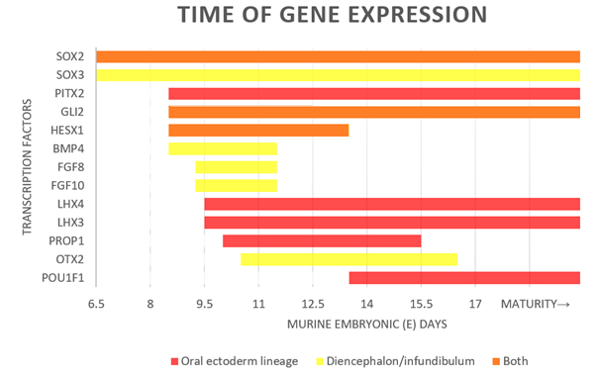 TIME OF GENE EXPRESSION
TRANSCRIPTION FACTORS
SOX2
SOX3
PITX2
GLI2
HESX1
BMP4
FGF8
FGF10
LHX4
LHX3
PROP1
OTX2
POU1F1
6.5 8 9.5 11 12.5 14 15.5 17 MATURITY→
MURINE EMBRYONIC (E) DAYS
Oral ectoderm lineage Diencephalon/infundibulum Both